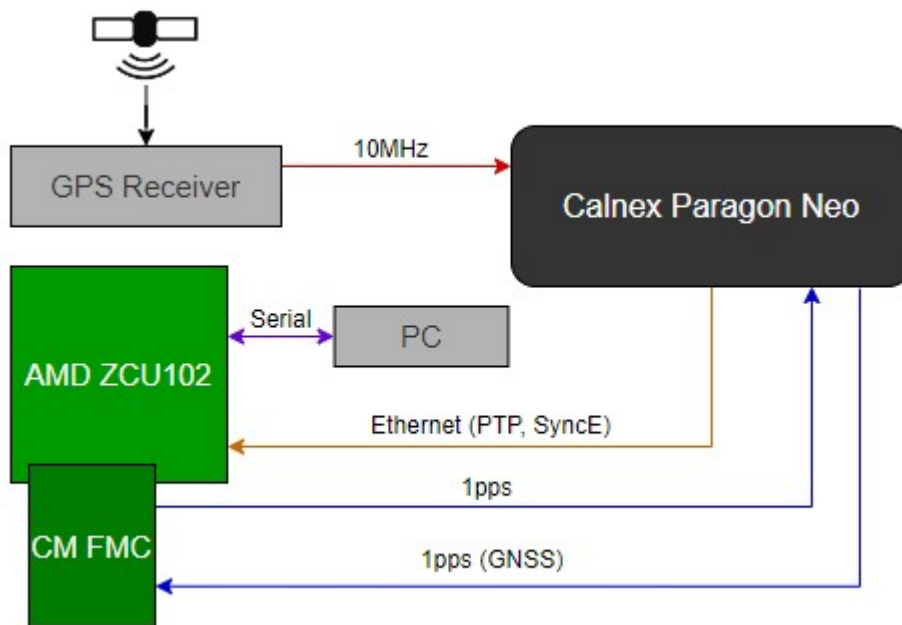 10MHz
GPS Receiver
Calnex Paragon Neo
Serial
PC
AMD ZCU102
Ethernet (PTP, SyncE)
1pps
CM FMC
1pps (GNSS)